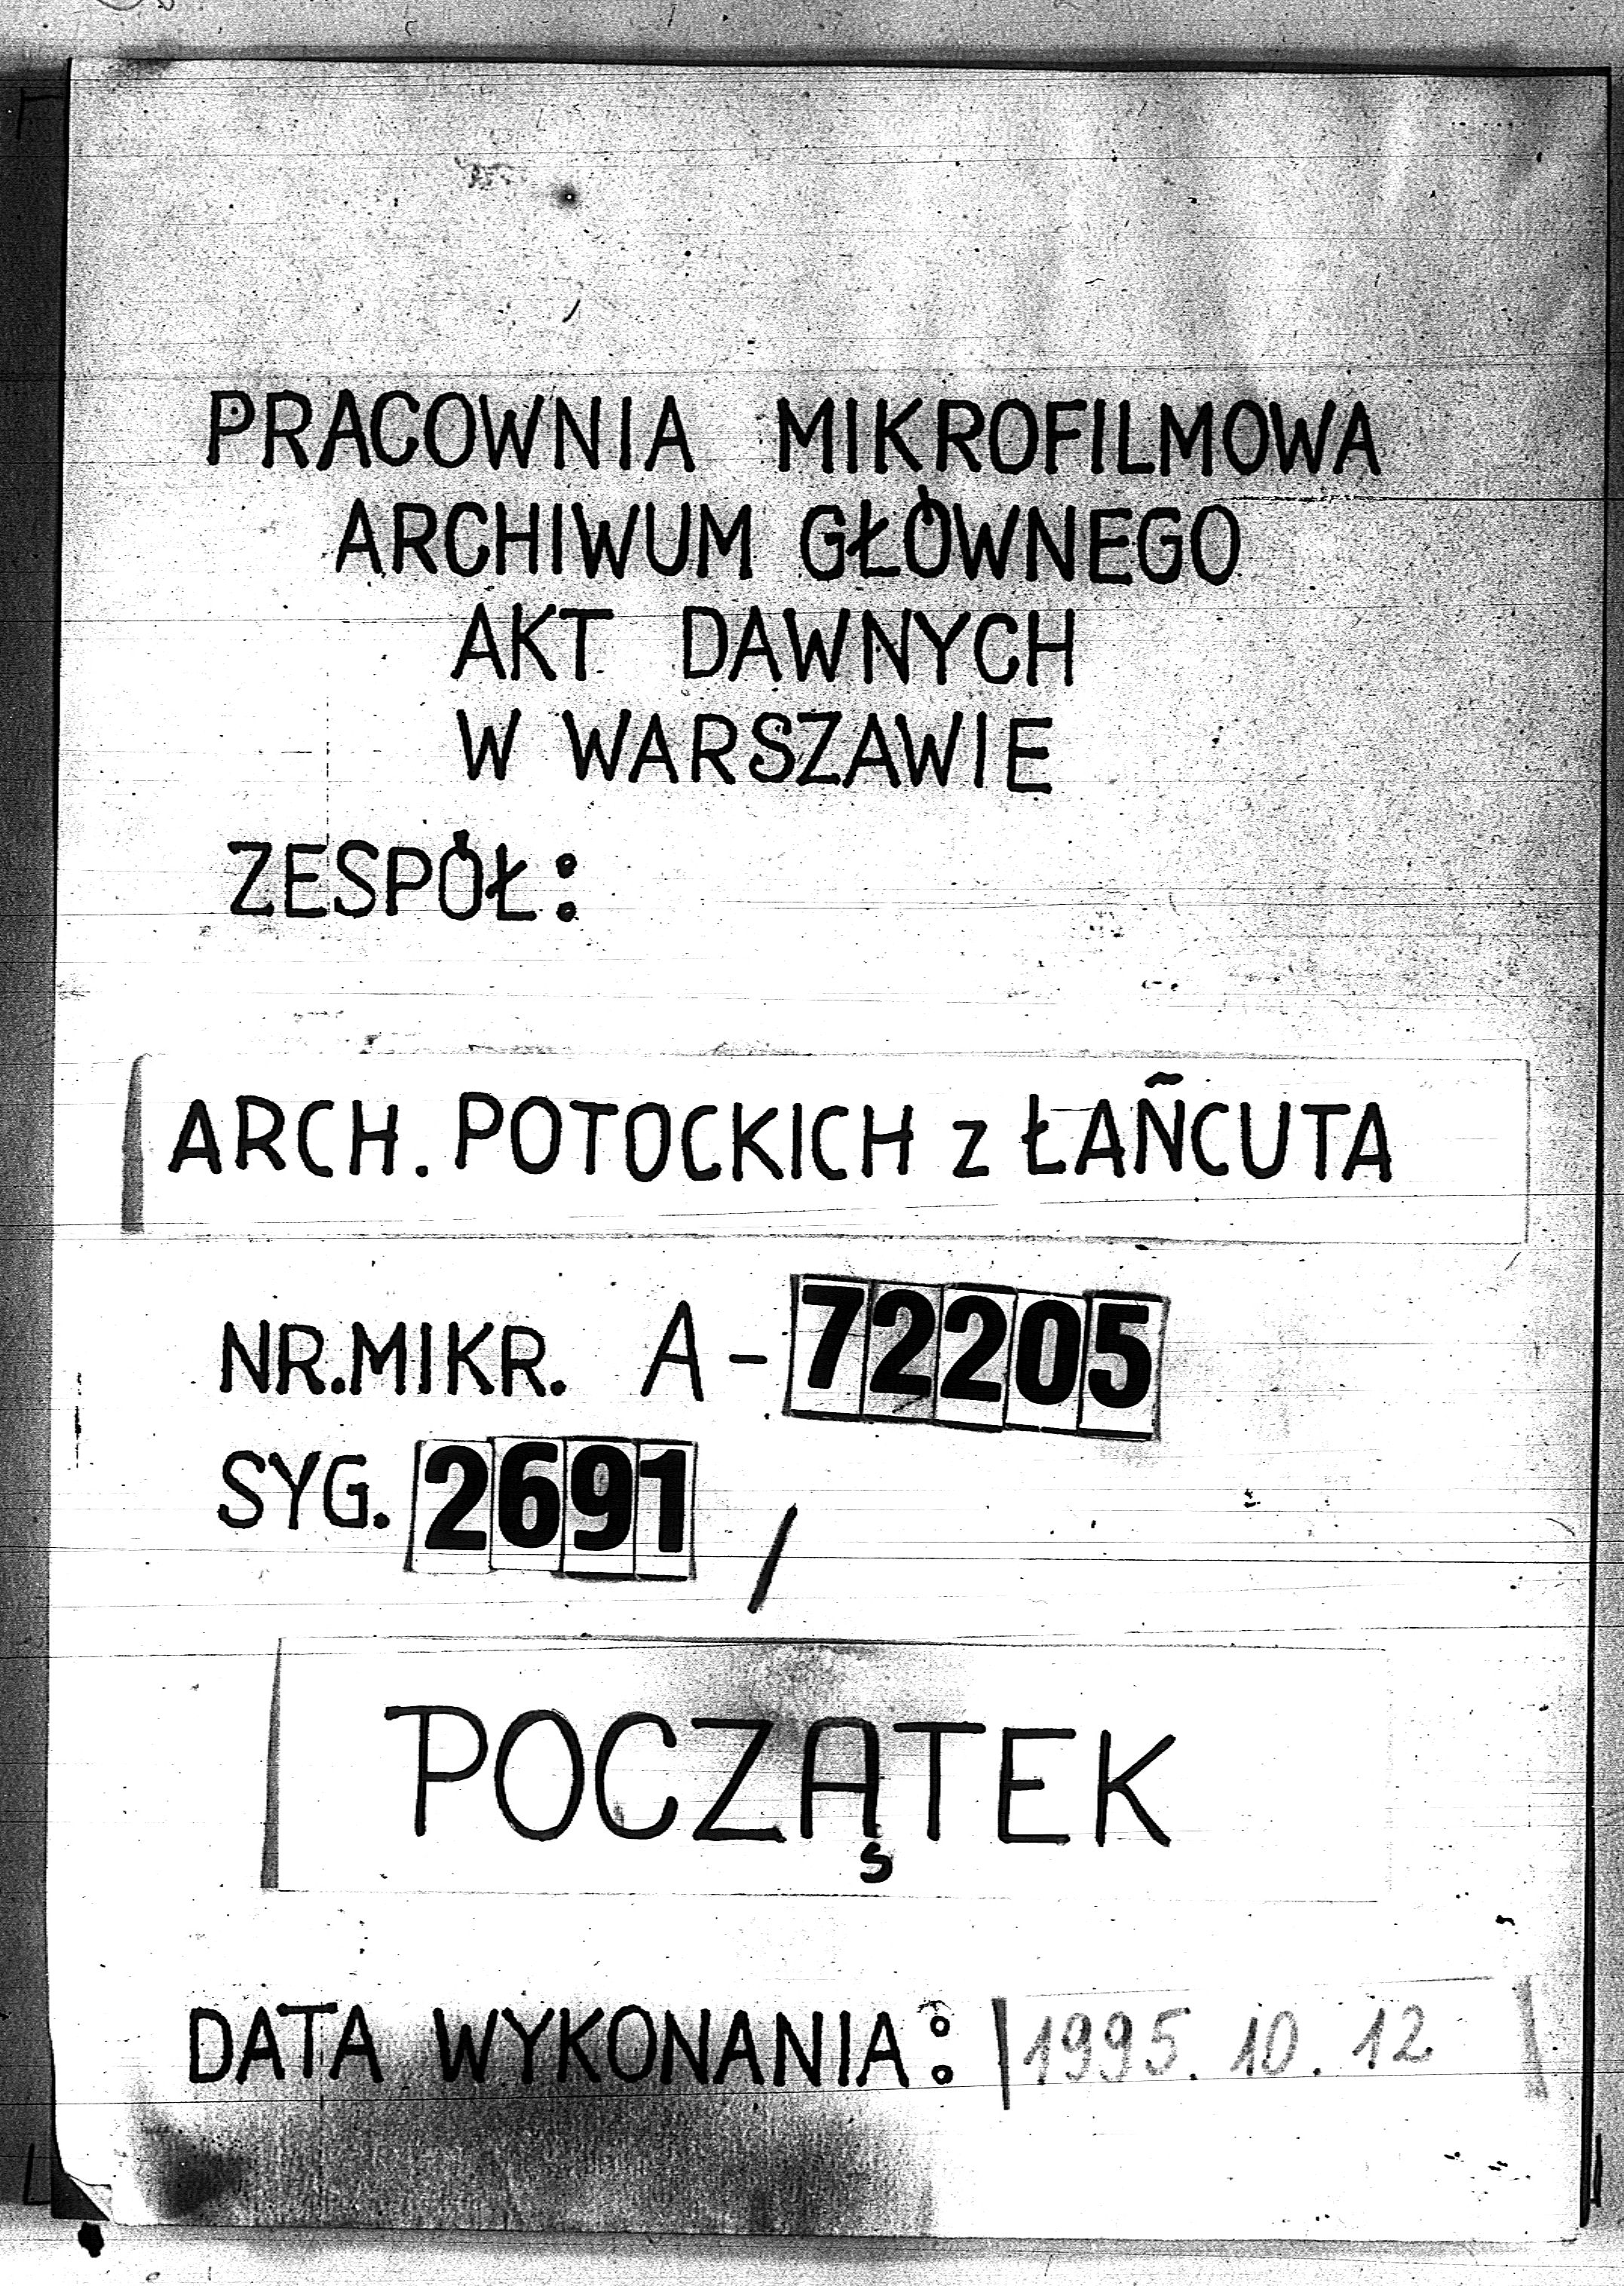 PRACOWNIA MIKROFILMOWA
ARCHIWUM GŁÓWNEGO
AKT DAWNYCH
W WARSZAWIE
ZESPÓŁ:
ARCH. POTOCKICH z ŁAŃCUTA
NR.MIKR. A-72205
SYG. 2691 /
POCZĄTEK
DATA WYKONANIA: 1995.10.12